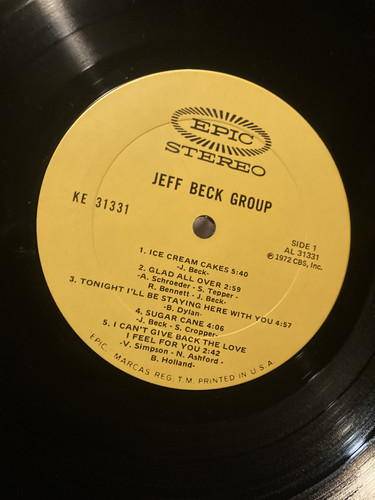 EPIC
STEREO
JEFF BECK GROUP
KE 31331
SIDE 1
AL 31331
℗ 1972 CBS, Inc.
1. ICE CREAM CAKES 5:40
-J. Beck-
2. GLAD ALL OVER 2:59
-A. Schroeder - S. Tepper -
R. Bennett - J. Beck-
3. TONIGHT I'LL BE STAYING HERE WITH YOU 4:57
-B. Dylan-
4. SUGAR CANE 4:06
-J. Beck - S. Cropper-
5. I CAN'T GIVE BACK THE LOVE
I FEEL FOR YOU 2:42
-V. Simpson - N. Ashford -
B. Holland-
EPIC, MARCAS REG. T.M. PRINTED IN U.S.A.